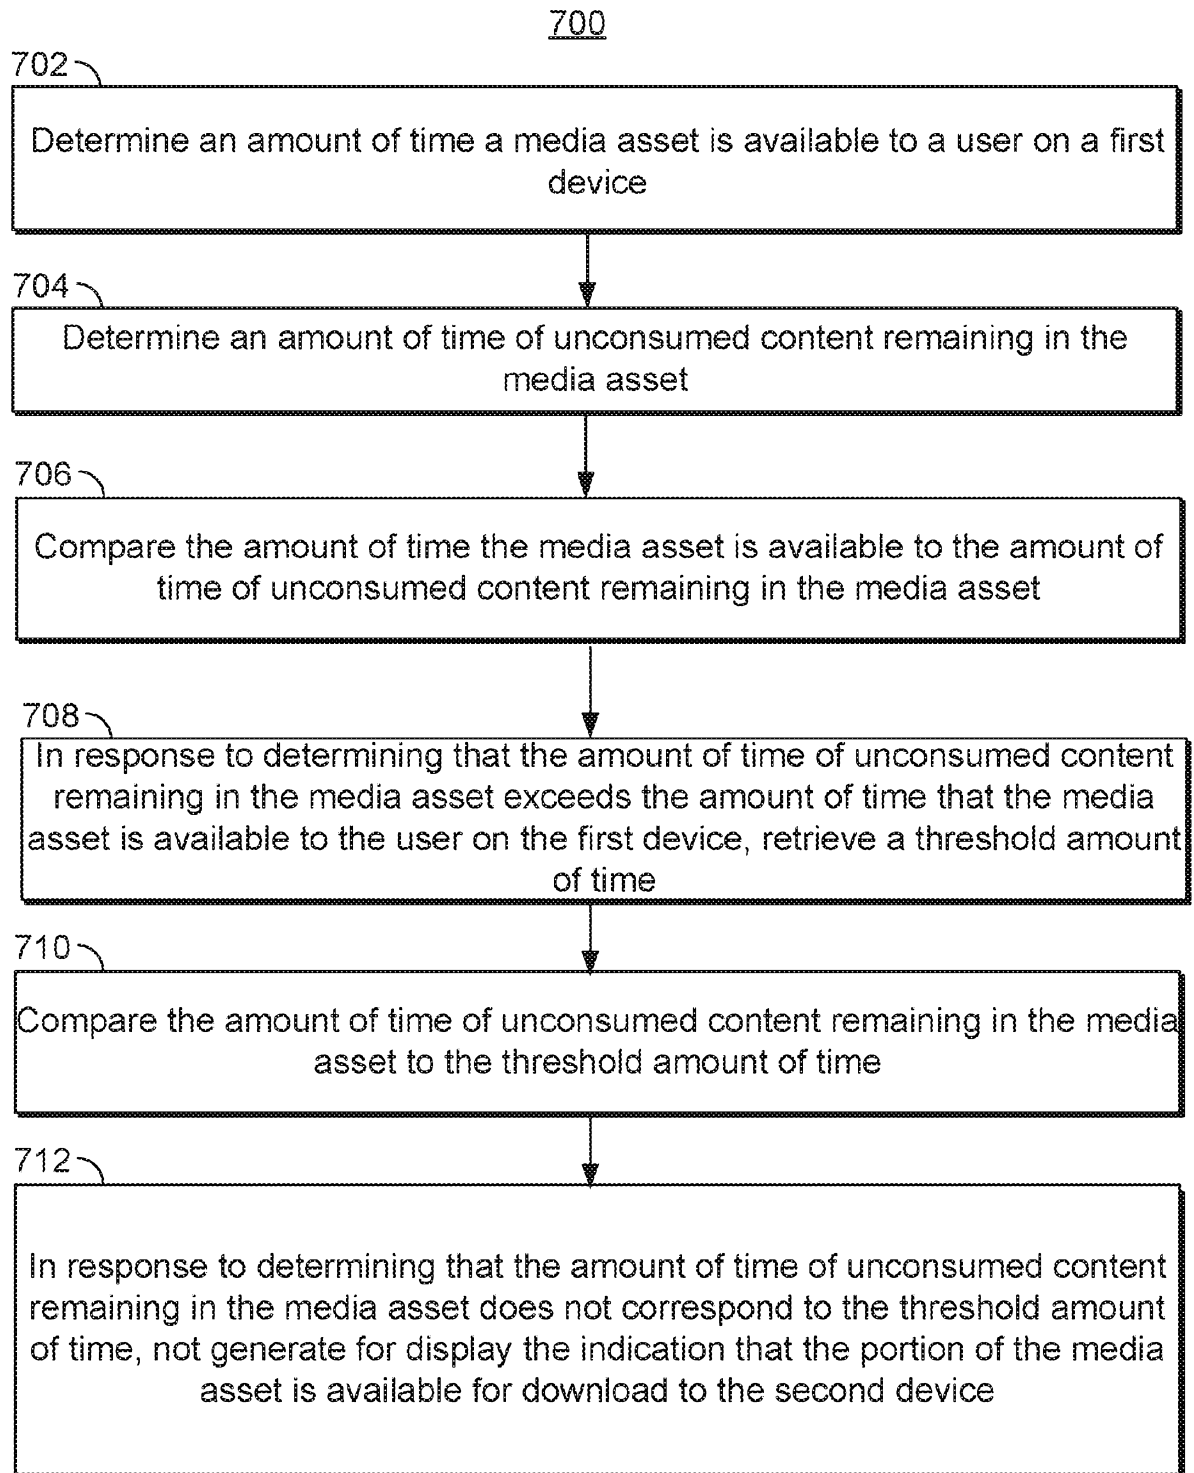 700
702
Determine an amount of time a media asset is available to a user on a first
device
704
Determine an amount of time of unconsumed content remaining in the
media asset
706
Compare the amount of time the media asset is available to the amount of
time of unconsumed content remaining in the media asset
708
In response to determining that the amount of time of unconsumed content
remaining in the media asset exceeds the amount of time that the media
asset is available to the user on the first device, retrieve a threshold amount
of time
710
Compare the amount of time of unconsumed content remaining in the media
asset to the threshold amount of time
712
In response to determining that the amount of time of unconsumed content
remaining in the media asset does not correspond to the threshold amount
of time, not generate for display the indication that the portion of the media
asset is available for download to the second device